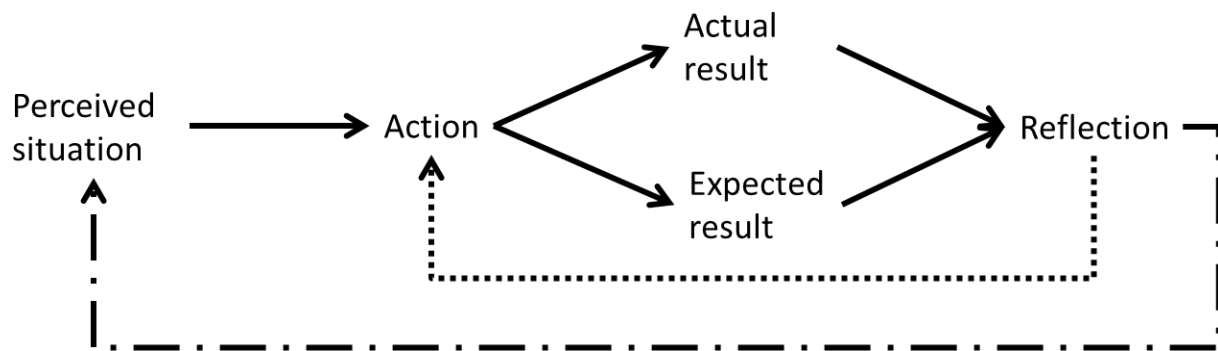 Perceived
situation
Action
Actual
result
Expected
result
Reflection